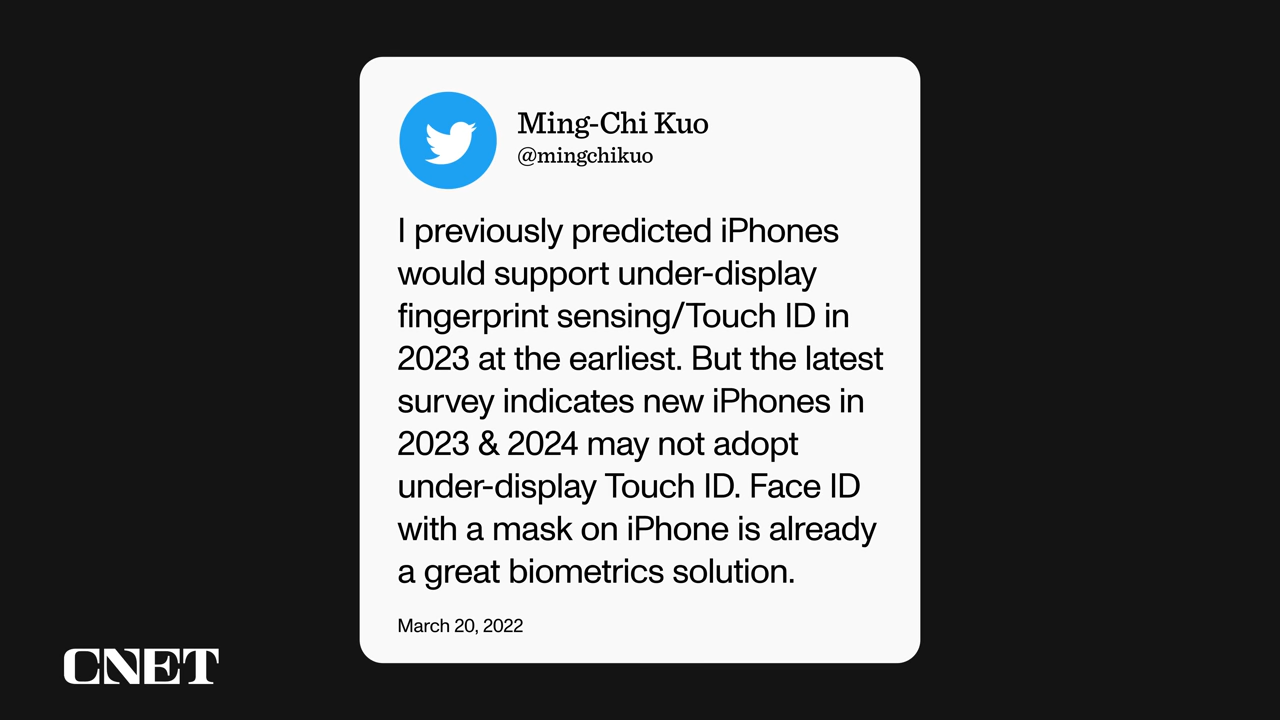 Ming-Chi Kuo
@mingchikuo
I previously predicted iPhones
would support under-display
fingerprint sensing/Touch ID in
2023 at the earliest. But the latest
survey indicates new iPhones in
2023 & 2024 may not adopt
under-display Touch ID. Face ID
with a mask on iPhone is already
a great biometrics solution.
March 20, 2022
CNET